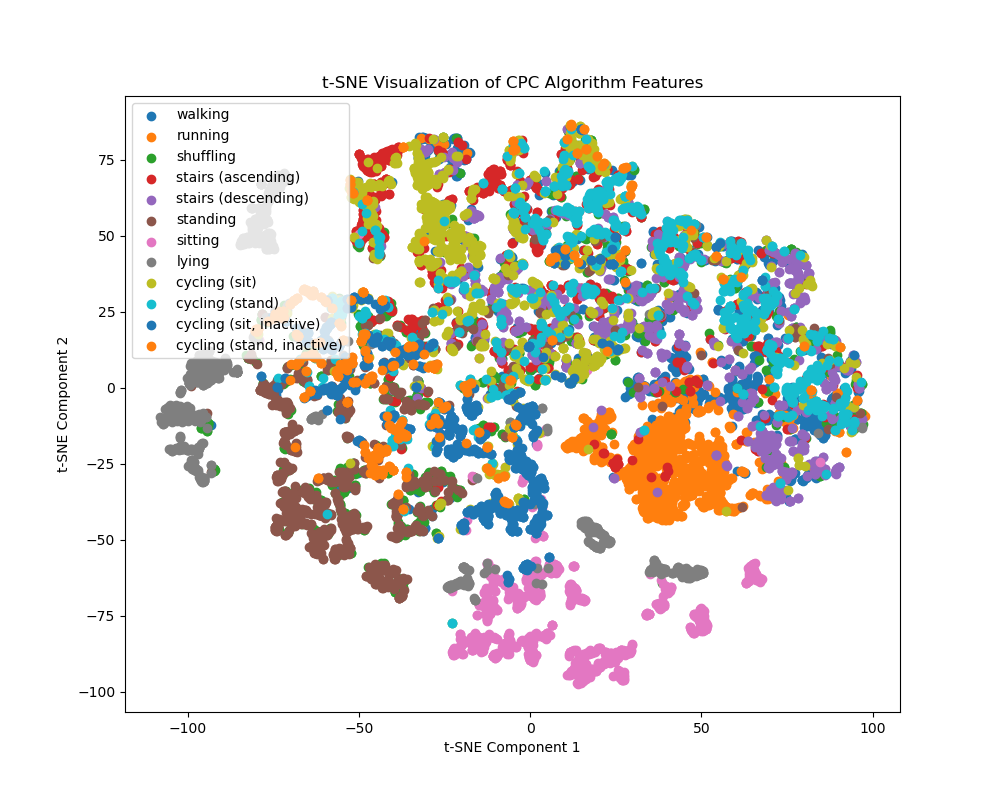 t-SNE Visualization of CPC Algorithm Features
walking
running
shuffling
stairs (ascending)
stairs (descending)
standing
sitting
lying
cycling (sit)
cycling (stand)
cycling (sit, inactive)
cycling (stand, inactive)
t-SNE Component 2
75
50
25
0
−25
−50
−75
−100
−100
−50
0
50
100
t-SNE Component 1